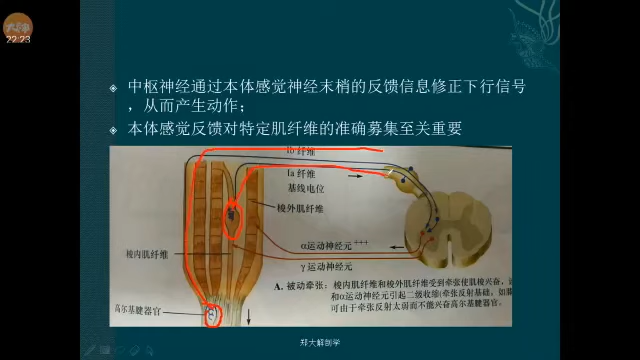 22:23
中枢神经通过本体感觉神经末梢的反馈信息修正下行信号
，从而产生动作；
本体感觉反馈对特定肌纤维的准确募集至关重要
Ib纤维
Ia纤维
基线电位
梭外肌纤维
α运动神经元+++
梭内肌纤维
γ运动神经元
A. 被动牵张：梭内肌纤维和梭外肌纤维受到牵张使肌梭兴奋，
和α运动神经元引起二级收缩(牵张反射基础，如
可由于牵张反射太弱而不能兴奋高尔基腱器官。
高尔基腱器官
郑大解剖学